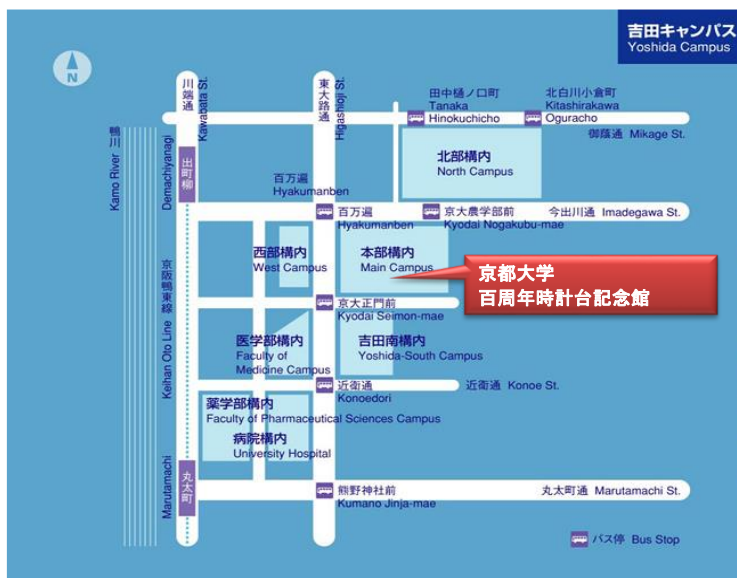 吉田キャンパス
Yoshida Campus
N
川端通
Kawabata St.
東大路通
Higashioji St.
田中樋ノ口町
Tanaka
Hinokuchicho
北白川小倉町
Kitashirakawa
Oguracho
御蔭通 Mikage St.
鴨川
Kamo River
出町柳
Demachiyanagi
北部構内
North Campus
百万遍
Hyakumanben
百万遍
Hyakumanben
京大農学部前
Kyodai Nogakubu-mae
今出川通 Imadegawa St.
西部構内
West Campus
本部構内
Main Campus
京都大学
百周年時計台記念館
京阪鴨東線
Keihan Oto Line
京大正門前
Kyodai Seimon-mae
医学部構内
Faculty of
Medicine Campus
吉田南構内
Yoshida-South Campus
近衛通
Konoedori
近衛通 Konoe St.
薬学部構内
Faculty of Pharmaceutical Sciences Campus
病院構内
University Hospital
丸太町
Marutamachi
熊野神社前
Kumano Jinja-mae
丸太町通 Marutamachi St.
バス停 Bus Stop